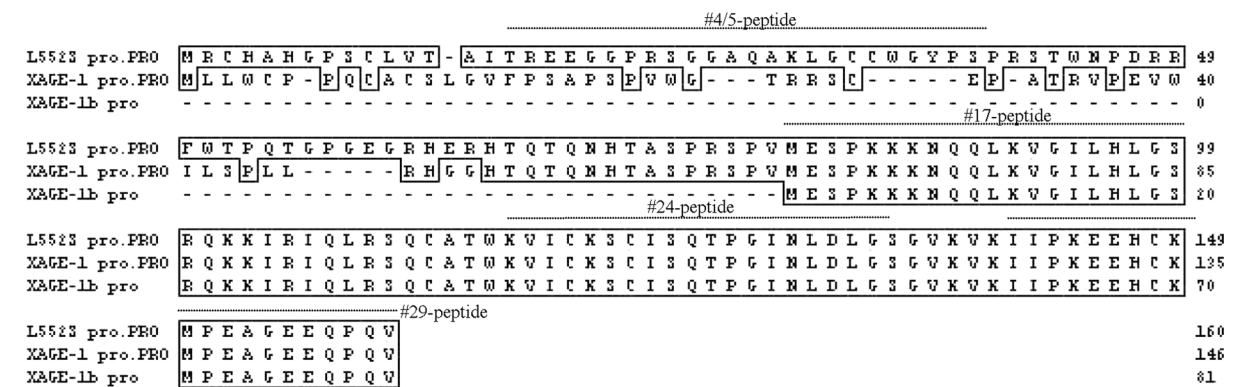 #4/5-peptide
L552S pro.PRO M R C H A H G P S C L V T - A I T R E E G G P R S G G A Q A K L G C C W G Y P S P R S T W N P D R R 49
XAGE-1 pro.PRO M L L W C P - P Q C A C S L G V F P S A P S P V W G - - - T R R S C - - - - - E P - A T R V P E V W 40
XAGE-1b pro - - - - - - - - - - - - - - - - - - - - - - - - - - - - - - - - - - - - - - - - - - - - - - - - - - 0
#17-peptide
L552S pro.PRO F W T P Q T G P G E G R H E R H T Q T Q N H T A S P R S P V M E S P K K K N Q Q L K V G I L H L G S 99
XAGE-1 pro.PRO I L S P L L - - - - - R H G G H T Q T Q N H T A S P R S P V M E S P K K K N Q Q L K V G I L H L G S 85
XAGE-1b pro - - - - - - - - - - - - - - - - - - - - - - - - - - - - - - M E S P K K K N Q Q L K V G I L H L G S 20
#24-peptide
L552S pro.PRO R Q K K I R I Q L R S Q C A T W K V I C K S C I S Q T P G I N L D L G S G V K V K I I P K E E H C K 149
XAGE-1 pro.PRO R Q K K I R I Q L R S Q C A T W K V I C K S C I S Q T P G I N L D L G S G V K V K I I P K E E H C K 135
XAGE-1b pro R Q K K I R I Q L R S Q C A T W K V I C K S C I S Q T P G I N L D L G S G V K V K I I P K E E H C K 70
#29-peptide
L552S pro.PRO M P E A G E E Q P Q V 160
XAGE-1 pro.PRO M P E A G E E Q P Q V 146
XAGE-1b pro M P E A G E E Q P Q V 81